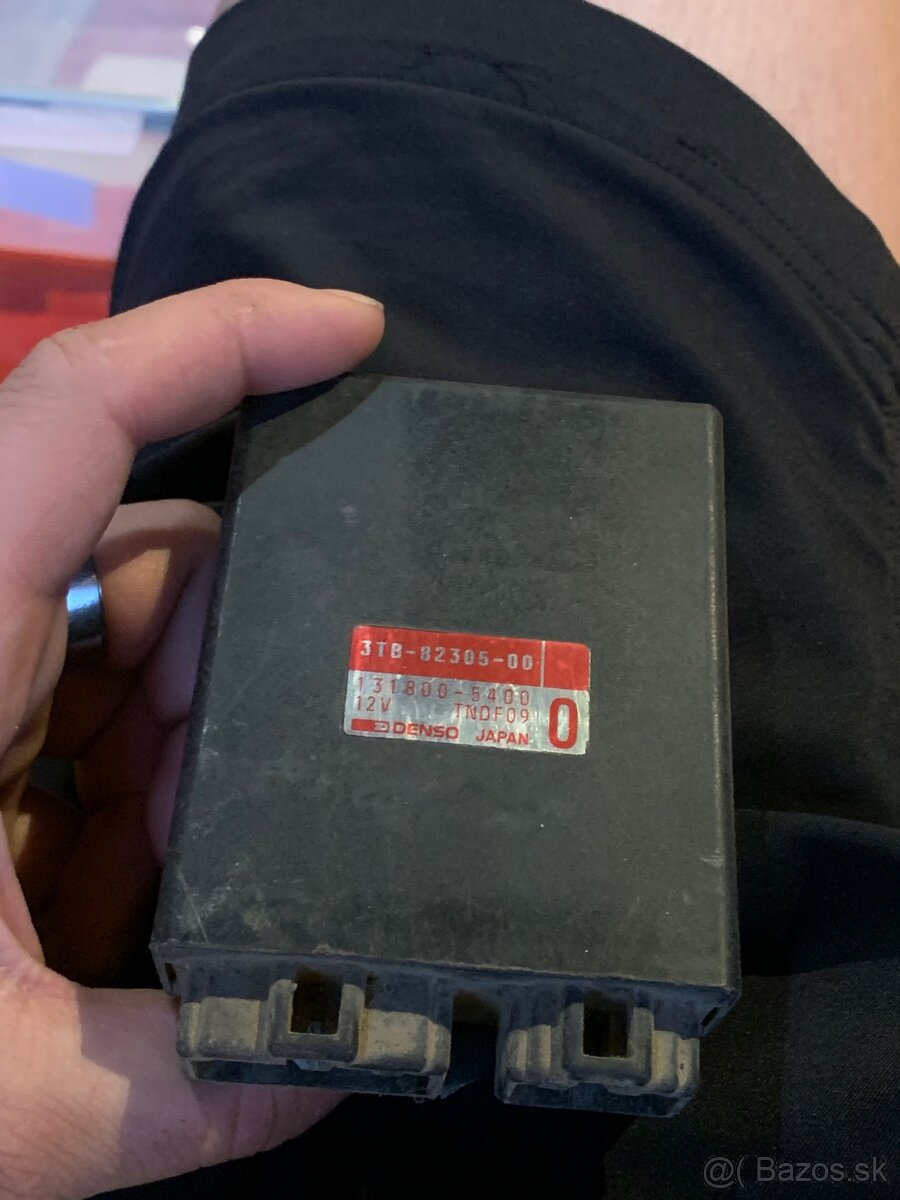 3TB-82305-00
131800-5400
12V TNDF09 0
DENSO JAPAN
@( Bazos.sk